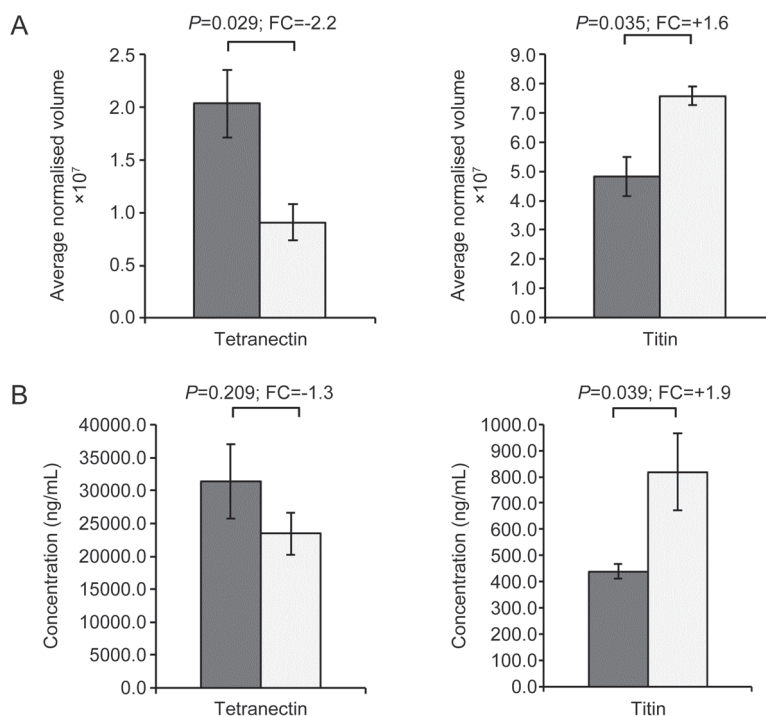 A
P=0.029; FC=-2.2
Average normalised volume
×10⁷
2.5
2.0
1.5
1.0
0.5
0.0
Tetranectin
P=0.035; FC=+1.6
Average normalised volume
×10⁷
9.0
8.0
7.0
6.0
5.0
4.0
3.0
2.0
1.0
0.0
Titin
B
P=0.209; FC=-1.3
Concentration (ng/mL)
40000.0
35000.0
30000.0
25000.0
20000.0
15000.0
10000.0
5000.0
0.0
Tetranectin
P=0.039; FC=+1.9
Concentration (ng/mL)
1000.0
900.0
800.0
700.0
600.0
500.0
400.0
300.0
200.0
100.0
0.0
Titin